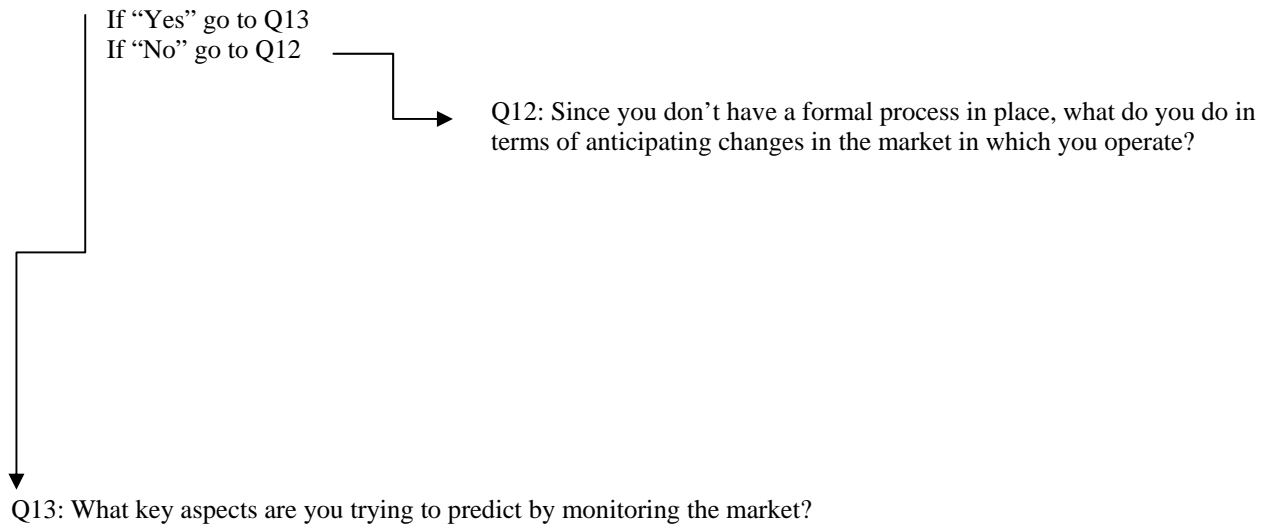 If “Yes” go to Q13
If “No” go to Q12
Q12: Since you don’t have a formal process in place, what do you do in
terms of anticipating changes in the market in which you operate?
Q13: What key aspects are you trying to predict by monitoring the market?